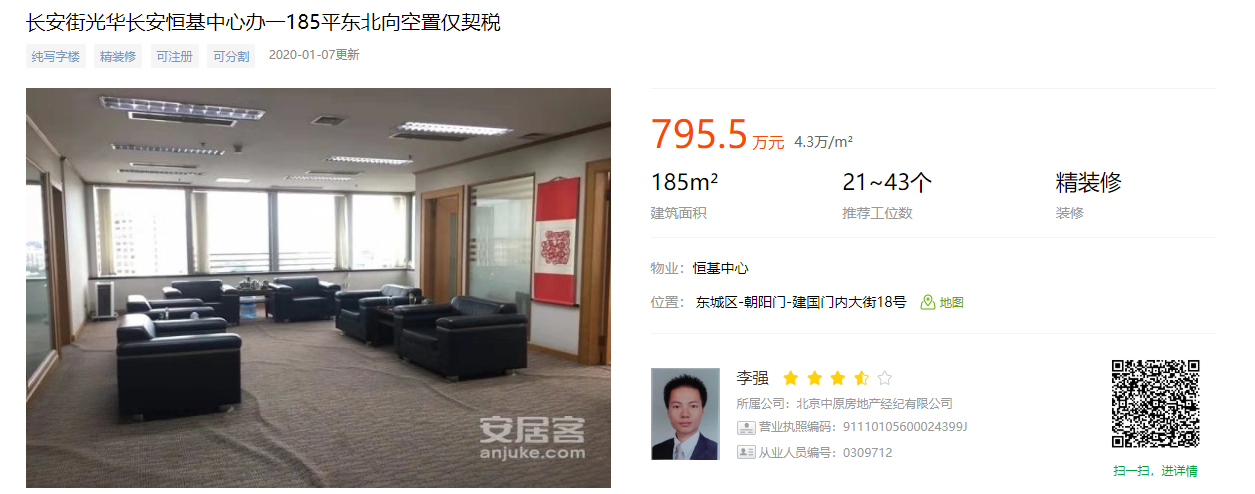 长安街光华长安恒基中心办一185平东北向空置仅契税
纯写字楼 精装修 可注册 可分割 2020-01-07更新
795.5 万元 4.3万/m²
185m² 21~43个 精装修
建筑面积 推荐工位数 装修
物业： 恒基中心
位置： 东城区-朝阳门-建国门内大街18号 地图
李强
所属公司：北京中原房地产经纪有限公司
营业执照编码：91110105600024399J
从业人员编号：0309712
扫一扫，进详情
安居客
anjuke.com